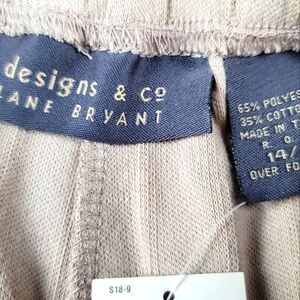 designs & Co
LANE BRYANT
65% POLYES
35% COTTO
MADE IN T
R. O.
14/
OVER FO
S18-9